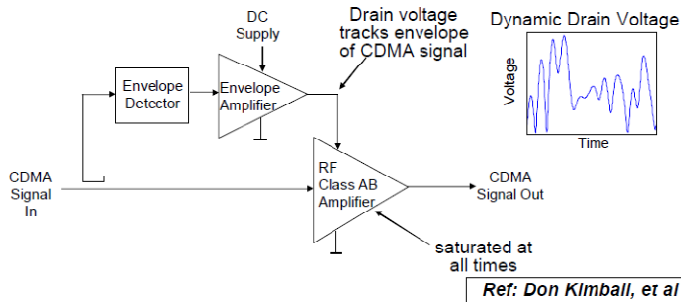 DC
Supply
Drain voltage
tracks envelope
of CDMA signal
Dynamic Drain Voltage
Voltage
Time
Envelope
Detector
Envelope
Amplifier
CDMA
Signal
In
RF
Class AB
Amplifier
CDMA
Signal Out
saturated at
all times
Ref: Don Kimball, et al